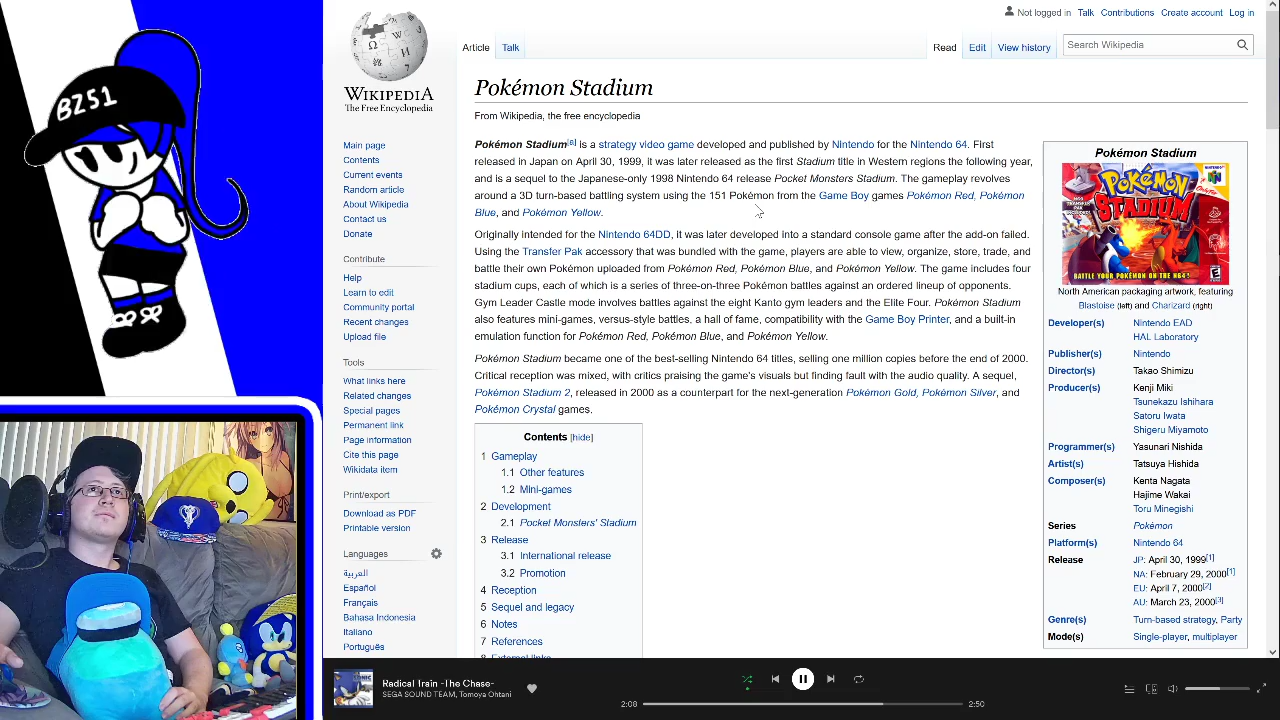 BZ51
WIKIPEDIA
The Free Encyclopedia
Main page
Contents
Current events
Random article
About Wikipedia
Contact us
Donate
Contribute
Help
Learn to edit
Community portal
Recent changes
Upload file
Tools
What links here
Related changes
Special pages
Permanent link
Page information
Cite this page
Wikidata item
Print/export
Download as PDF
Printable version
Languages
العربية
Español
Français
Bahasa Indonesia
Italiano
Português
Not logged in Talk Contributions Create account Log in
Article Talk
Read Edit View history
Search Wikipedia
Pokémon Stadium
From Wikipedia, the free encyclopedia
Pokémon Stadium[a] is a strategy video game developed and published by Nintendo for the Nintendo 64. First
released in Japan on April 30, 1999, it was later released as the first Stadium title in Western regions the following year,
and is a sequel to the Japanese-only 1998 Nintendo 64 release Pocket Monsters Stadium. The gameplay revolves
around a 3D turn-based battling system using the 151 Pokémon from the Game Boy games Pokémon Red, Pokémon
Blue, and Pokémon Yellow.
Originally intended for the Nintendo 64DD, it was later developed into a standard console game after the add-on failed.
Using the Transfer Pak accessory that was bundled with the game, players are able to view, organize, store, trade, and
battle their own Pokémon uploaded from Pokémon Red, Pokémon Blue, and Pokémon Yellow. The game includes four
stadium cups, each of which is a series of three-on-three Pokémon battles against an ordered lineup of opponents.
Gym Leader Castle mode involves battles against the eight Kanto gym leaders and the Elite Four. Pokémon Stadium
also features mini-games, versus-style battles, a hall of fame, compatibility with the Game Boy Printer, and a built-in
emulation function for Pokémon Red, Pokémon Blue, and Pokémon Yellow.
Pokémon Stadium became one of the best-selling Nintendo 64 titles, selling one million copies before the end of 2000.
Critical reception was mixed, with critics praising the game's visuals but finding fault with the audio quality. A sequel,
Pokémon Stadium 2, released in 2000 as a counterpart for the next-generation Pokémon Gold, Pokémon Silver, and
Pokémon Crystal games.
Contents [hide]
1 Gameplay
1.1 Other features
1.2 Mini-games
2 Development
2.1 Pocket Monsters' Stadium
3 Release
3.1 International release
3.2 Promotion
4 Reception
5 Sequel and legacy
6 Notes
7 References
8 External links
Pokémon Stadium
POKéMON
STADIUM
BATTLE YOUR POKéMON ON THE N64!
North American packaging artwork, featuring
Blastoise (left) and Charizard (right)
Developer(s) Nintendo EAD
HAL Laboratory
Publisher(s) Nintendo
Director(s) Takao Shimizu
Producer(s) Kenji Miki
Tsunekazu Ishihara
Satoru Iwata
Shigeru Miyamoto
Programmer(s) Yasunari Nishida
Artist(s) Tatsuya Hishida
Composer(s) Kenta Nagata
Hajime Wakai
Toru Minegishi
Series Pokémon
Platform(s) Nintendo 64
Release JP: April 30, 1999[1]
NA: February 29, 2000[1]
EU: April 7, 2000[2]
AU: March 23, 2000[3]
Genre(s) Turn-based strategy, Party
Mode(s) Single-player, multiplayer
Radical Train -The Chase-
SEGA SOUND TEAM, Tomoya Ohtani
2:08
2:50